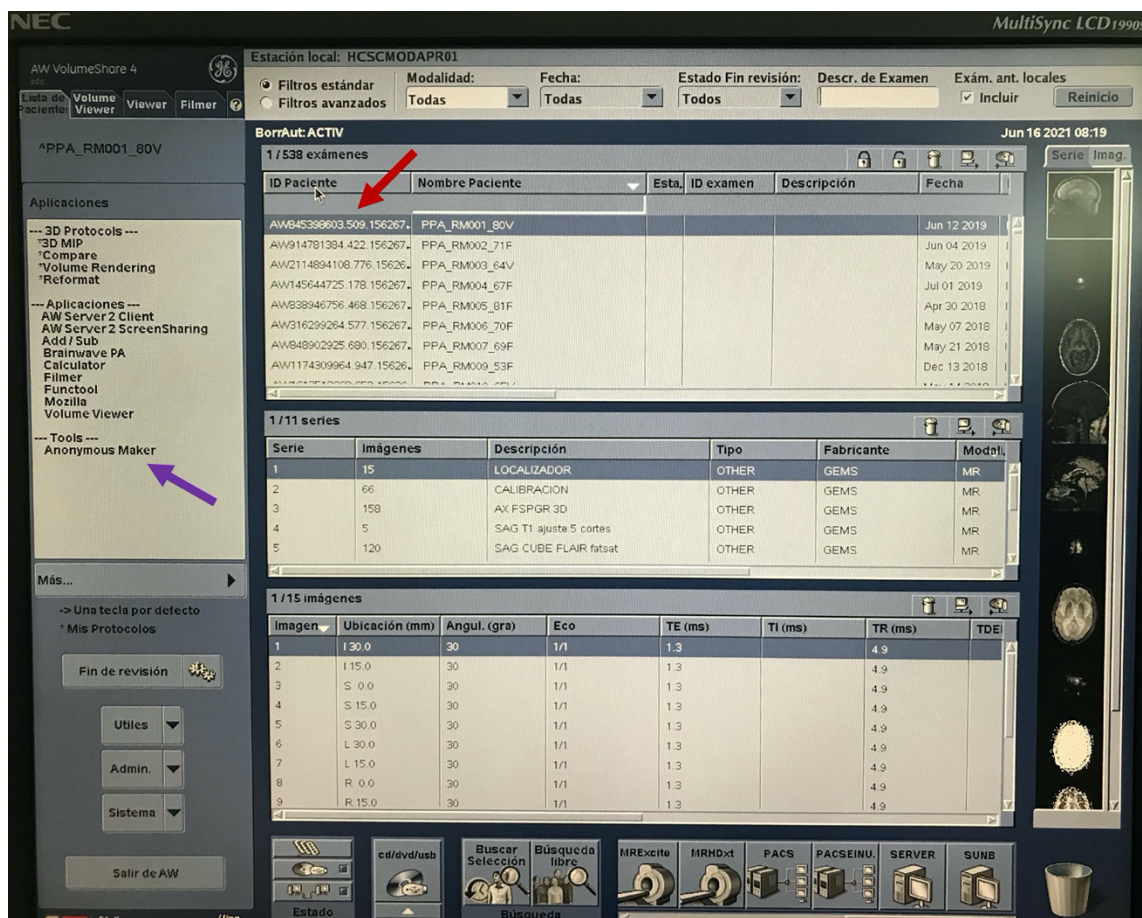 NEC
MultiSync LCD1990S
AW VolumeShare 4
Lista de Pacientes
Volume Viewer
Viewer
Filmer
^PPA_RM001_80V
Aplicaciones
--- 3D Protocols ---
*3D MIP
*Compare
*Volume Rendering
*Reformat
--- Aplicaciones ---
AW Server 2 Client
AW Server 2 ScreenSharing
Add / Sub
Brainwave PA
Calculator
Filmer
Functool
Mozilla
Volume Viewer
--- Tools ---
Anonymous Maker
Más...
-> Una tecla por defecto
* Mis Protocolos
Fin de revisión
Utiles
Admin.
Sistema
Salir de AW
Estación local: HCSCMODAPR01
Filtros estándar
Filtros avanzados
Modalidad:
Todas
Fecha:
Todas
Estado Fin revisión:
Todos
Descr. de Examen
Exám. ant. locales
Incluir
Reinicio
BorrAut: ACTIV
Jun 16 2021 08:19
1 / 538 exámenes
ID Paciente Nombre Paciente Esta. ID examen Descripción Fecha
AW845398603.509.156267. PPA_RM001_80V Jun 12 2019
AW914781384.422.156267. PPA_RM002_71F Jun 04 2019
AW2114894108.776.15626. PPA_RM003_64V May 20 2019
AW145644725.178.156267. PPA_RM004_67F Jul 01 2019
AW838946756.468.156267. PPA_RM005_81F Apr 30 2018
AW316299264.577.156267. PPA_RM006_70F May 07 2018
AW848902925.680.156267. PPA_RM007_69F May 21 2018
AW1174309964.947.15626. PPA_RM009_53F Dec 13 2018
1 / 11 series
Serie Imágenes Descripción Tipo Fabricante Modali.
1 15 LOCALIZADOR OTHER GEMS MR
2 66 CALIBRACION OTHER GEMS MR
3 158 AX FSPGR 3D OTHER GEMS MR
4 5 SAG T1 ajuste 5 cortes OTHER GEMS MR
5 120 SAG CUBE FLAIR fatsat OTHER GEMS MR
1 / 15 imágenes
Imagen Ubicación (mm) Angul. (gra) Eco TE (ms) TI (ms) TR (ms) TDE
1 I 30.0 30 1/1 1.3 4.9
2 I 15.0 30 1/1 1.3 4.9
3 S 0.0 30 1/1 1.3 4.9
4 S 15.0 30 1/1 1.3 4.9
5 S 30.0 30 1/1 1.3 4.9
6 L 30.0 30 1/1 1.3 4.9
7 L 15.0 30 1/1 1.3 4.9
8 R 0.0 30 1/1 1.3 4.9
9 R 15.0 30 1/1 1.3 4.9
Serie Imag.
Estado
cd/dvd/usb
Buscar Selección
Búsqueda libre
Búsqueda
MRExcite
MRHDxt
PACS
PACSEINU.
SERVER
SUNB